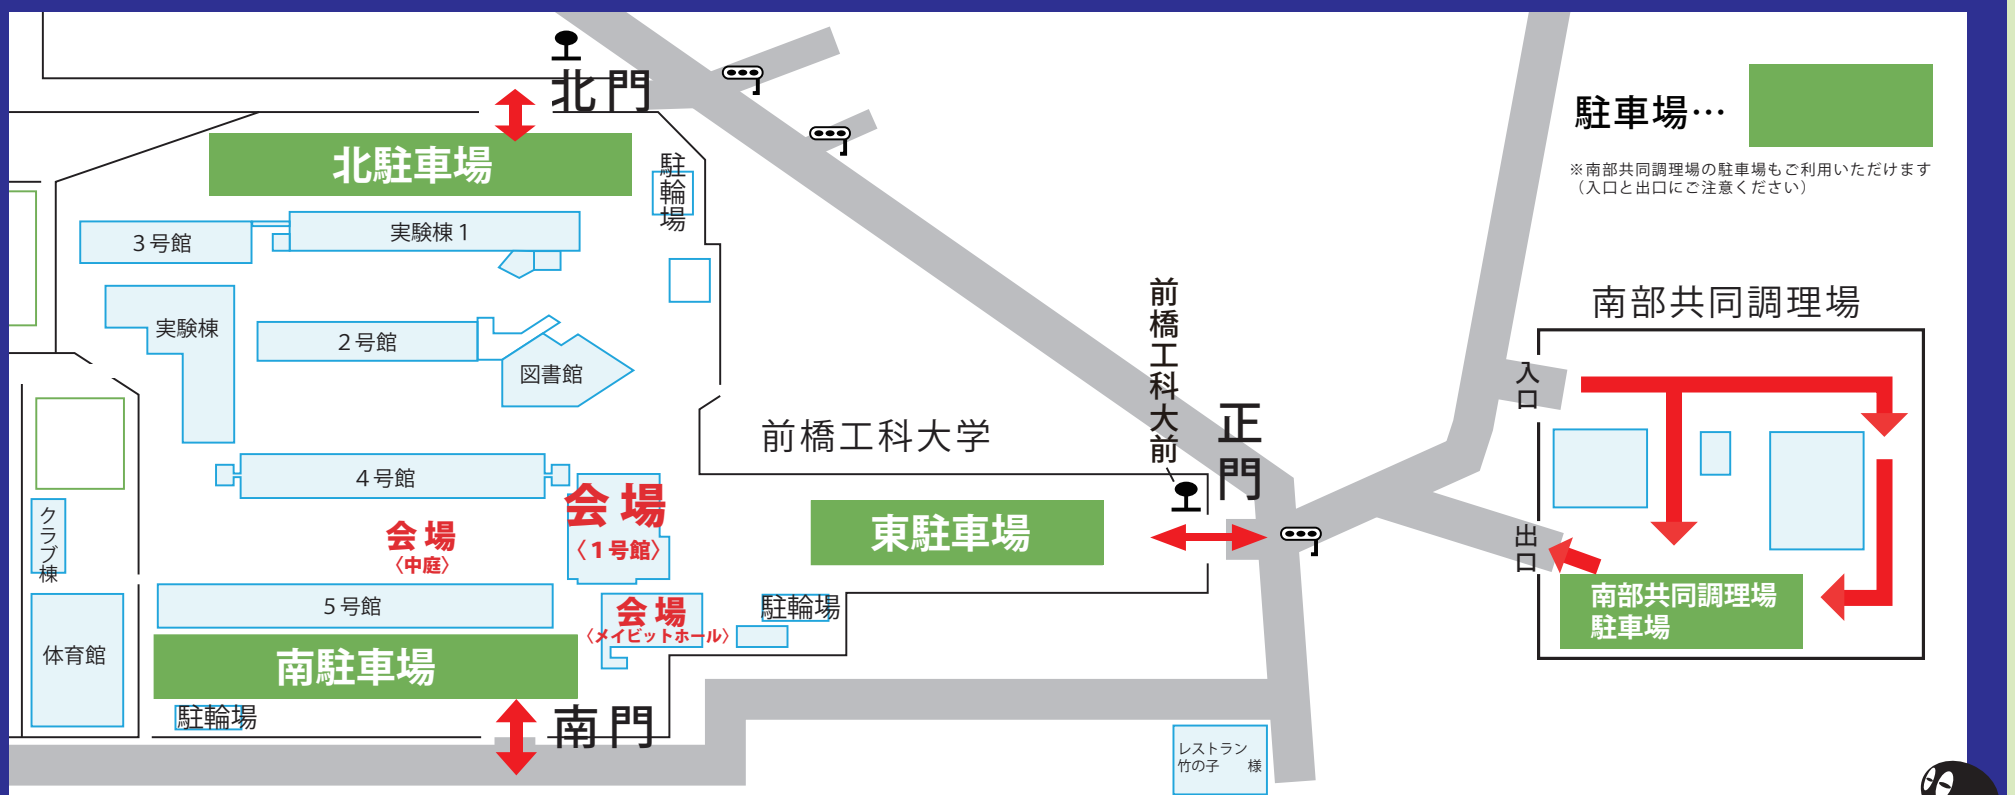 北門
北駐車場
駐輪場
駐車場…
※南部共同調理場の駐車場もご利用いただけます
（入口と出口にご注意ください）
3号館
実験棟1
実験棟
2号館
図書館
前橋工科大前
南部共同調理場
入口
正門
前橋工科大学
4号館
会場
〈1号館〉
会場
〈中庭〉
クラブ棟
東駐車場
出口
5号館
会場
〈メイビットホール〉
駐輪場
南部共同調理場
駐車場
体育館
南駐車場
駐輪場
南門
レストラン
竹の子　様